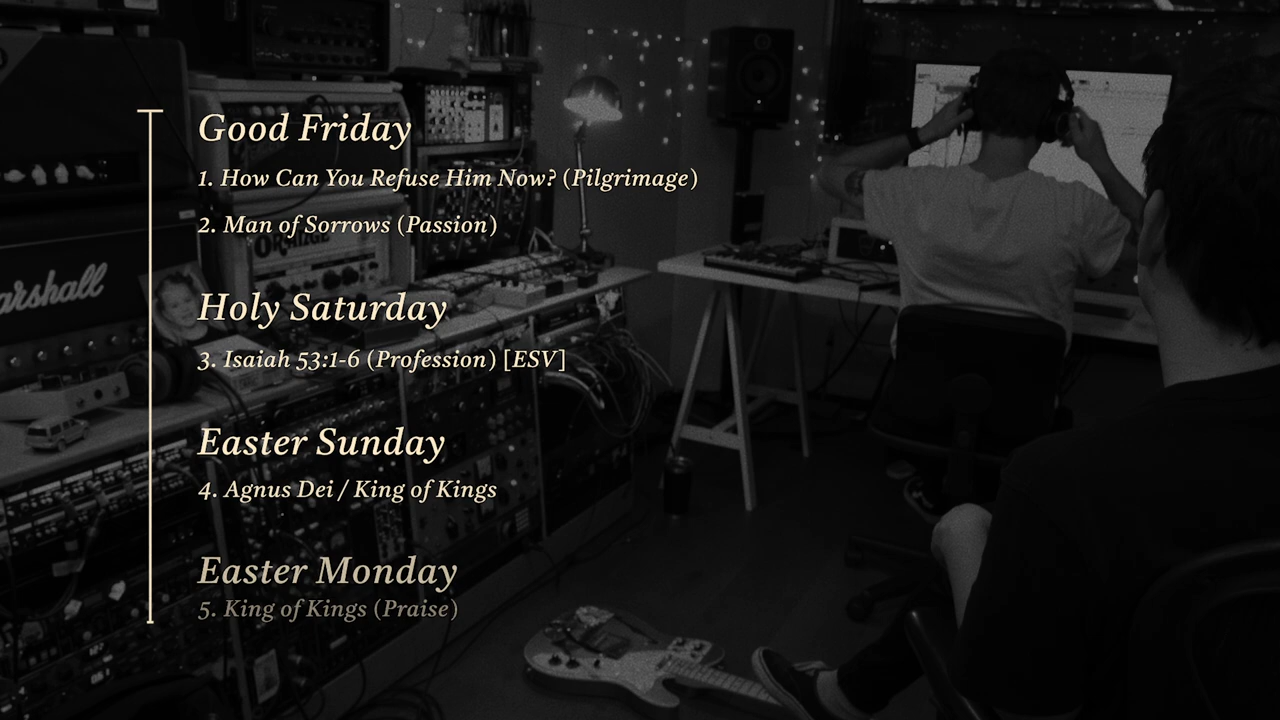 Good Friday
1. How Can You Refuse Him Now? (Pilgrimage)
2. Man of Sorrows (Passion)
ORANGE
arshall
Holy Saturday
3. Isaiah 53:1-6 (Profession) [ESV]
Easter Sunday
4. Agnus Dei / King of Kings
Easter Monday
5. King of Kings (Praise)